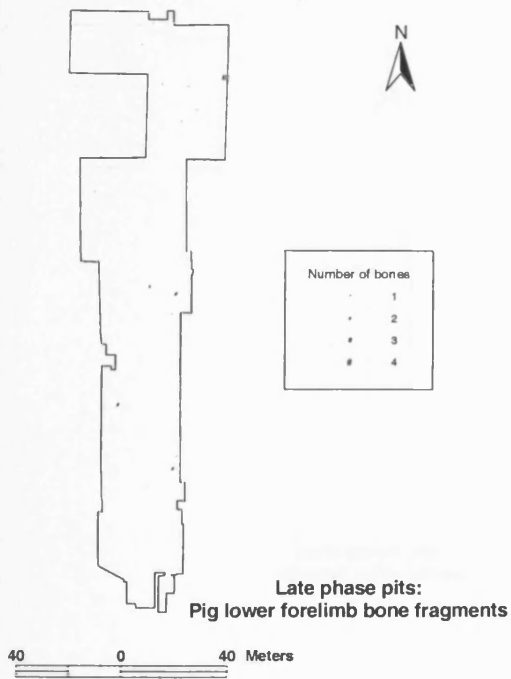 N
Number of bones
1
2
3
4
Late phase pits:
Pig lower forelimb bone fragments
40 0 40 Meters